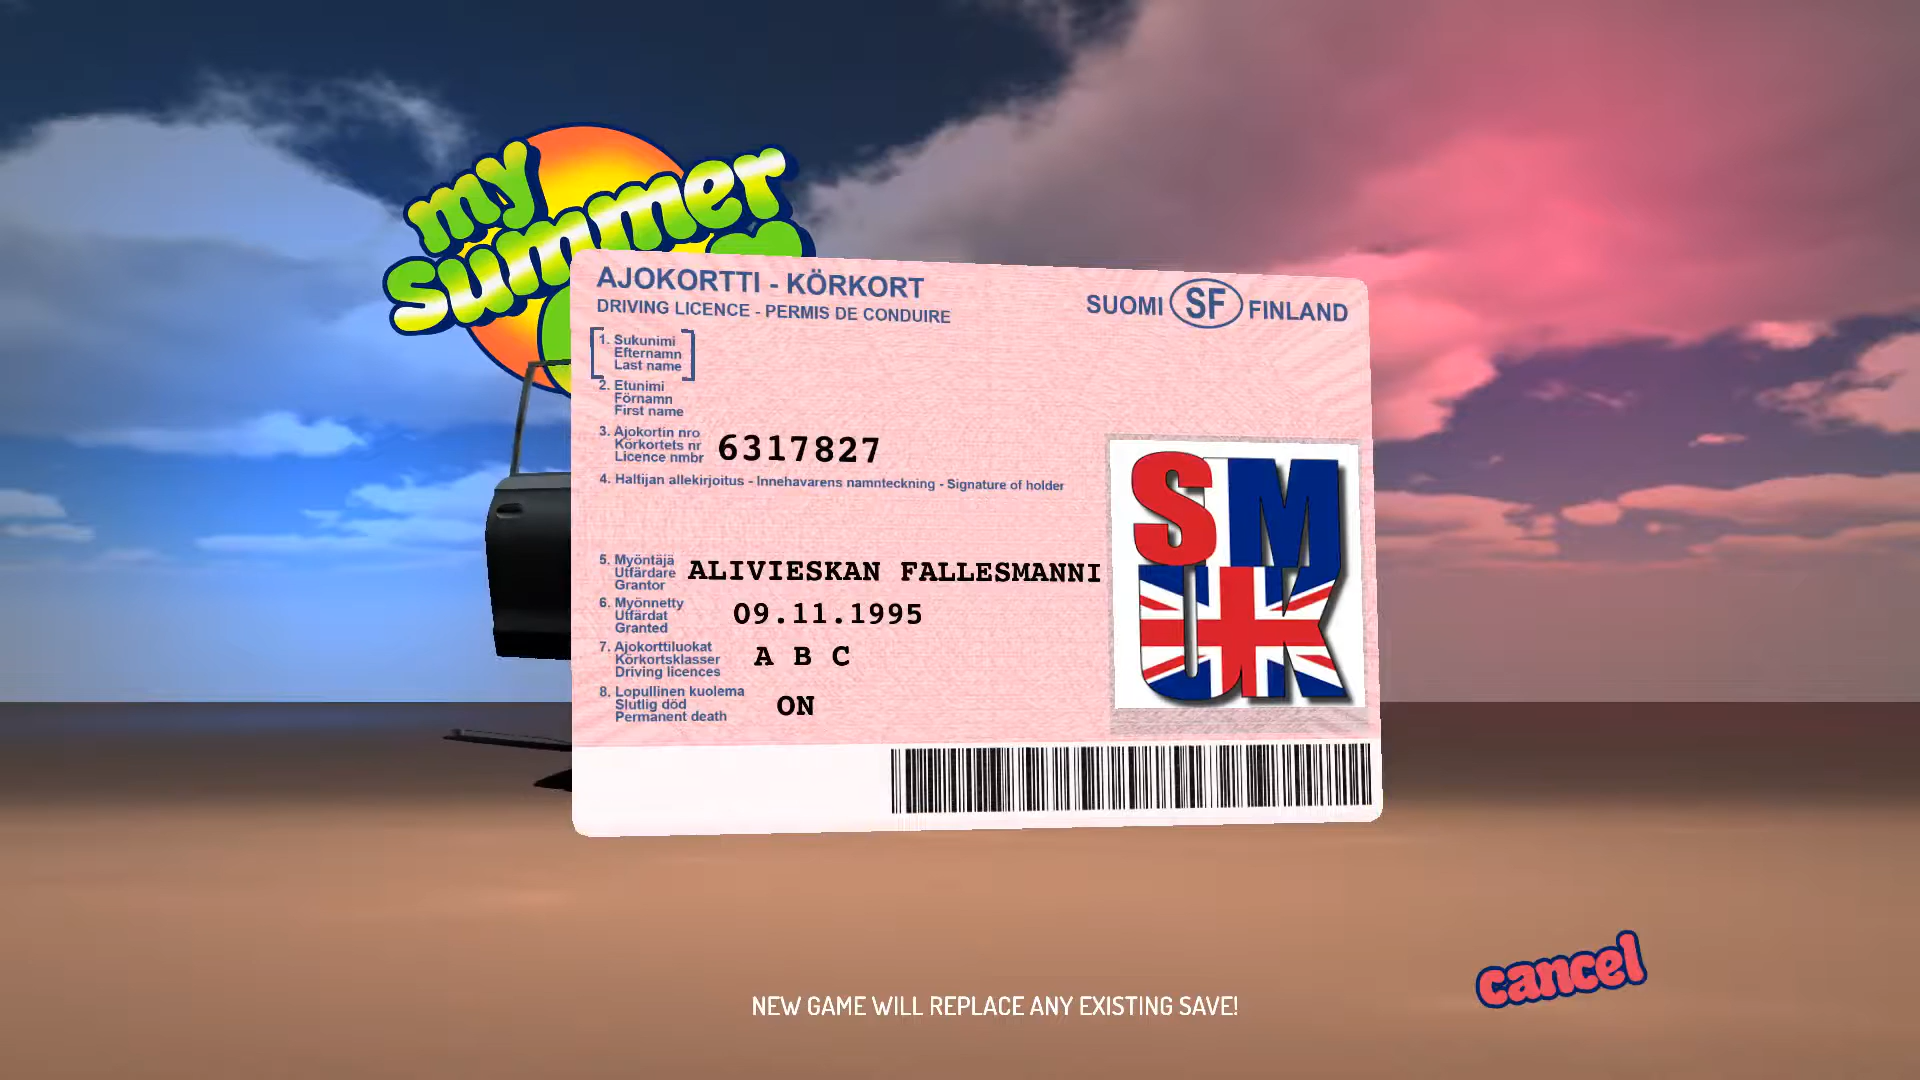 my
summer
AJOKORTTI - KÖRKORT
DRIVING LICENCE - PERMIS DE CONDUIRE
SUOMI SF FINLAND
1. Sukunimi
Efternamn
Last name
2. Etunimi
Förnamn
First name
3. Ajokortin nro
Körkortets nr
Licence nmbr
6317827
4. Haltijan allekirjoitus - Innehavarens namnteckning - Signature of holder
5. Myöntäjä
Utfärdare
Grantor
ALIVIESKAN FALLESMANNI
6. Myönnetty
Utfärdat
Granted
09.11.1995
7. Ajokorttiluokat
Körkortsklasser
Driving licences
A B C
8. Lopullinen kuolema
Slutlig död
Permanent death
ON
SM
UK
cancel
NEW GAME WILL REPLACE ANY EXISTING SAVE!